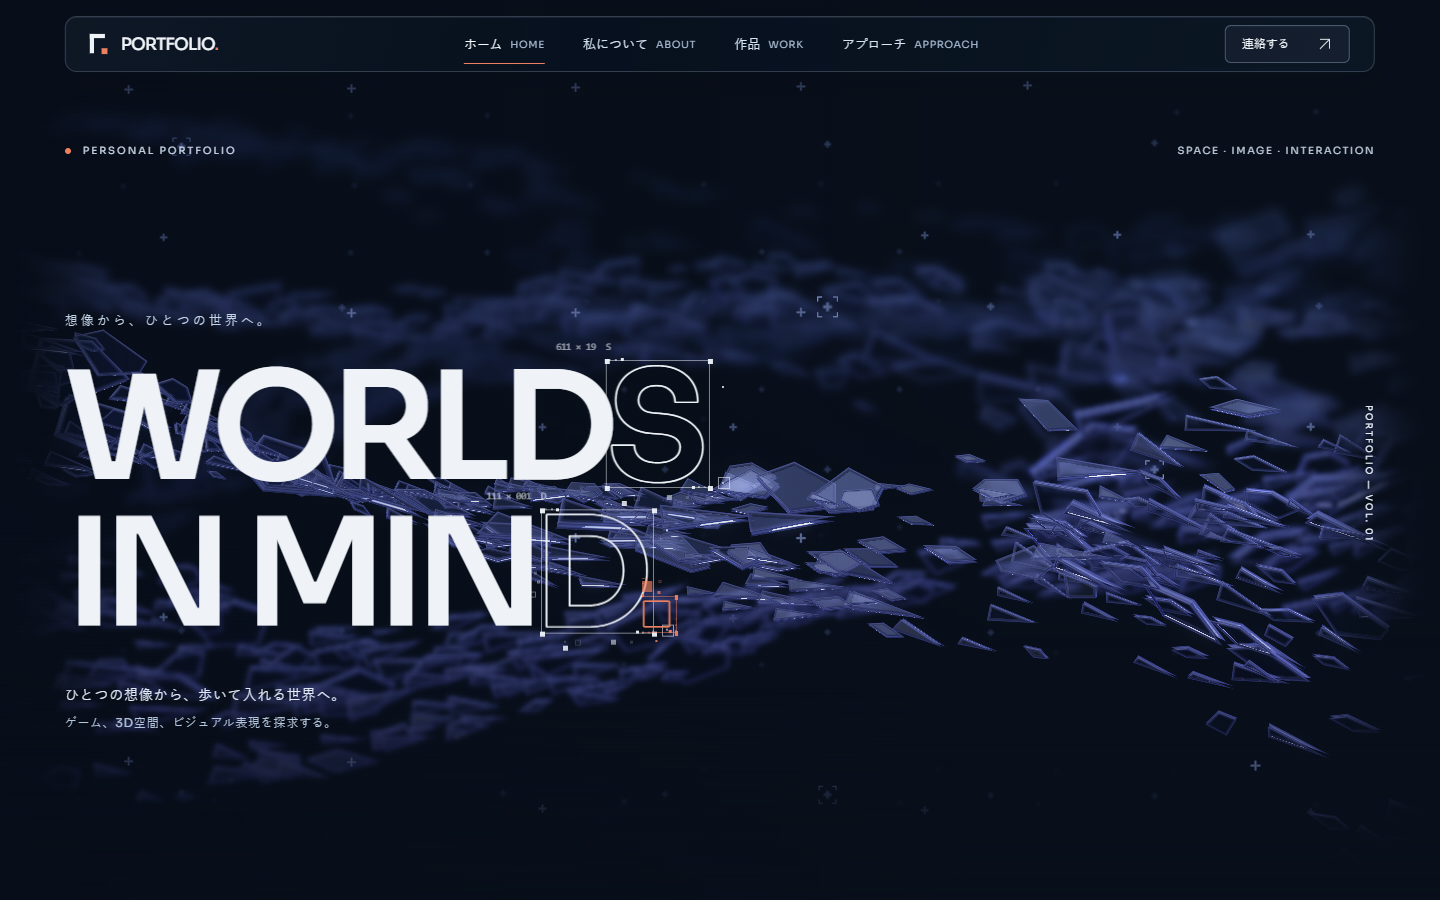 PORTFOLIO.
ホーム HOME
私について ABOUT
作品 WORK
アプローチ APPROACH
連絡する
PERSONAL PORTFOLIO
SPACE · IMAGE · INTERACTION
想像から、ひとつの世界へ。
611 × 19 S
WORLDS
111 × 001 D
IN MIND
PORTFOLIO — VOL. 01
ひとつの想像から、歩いて入れる世界へ。
ゲーム、3D空間、ビジュアル表現を探求する。